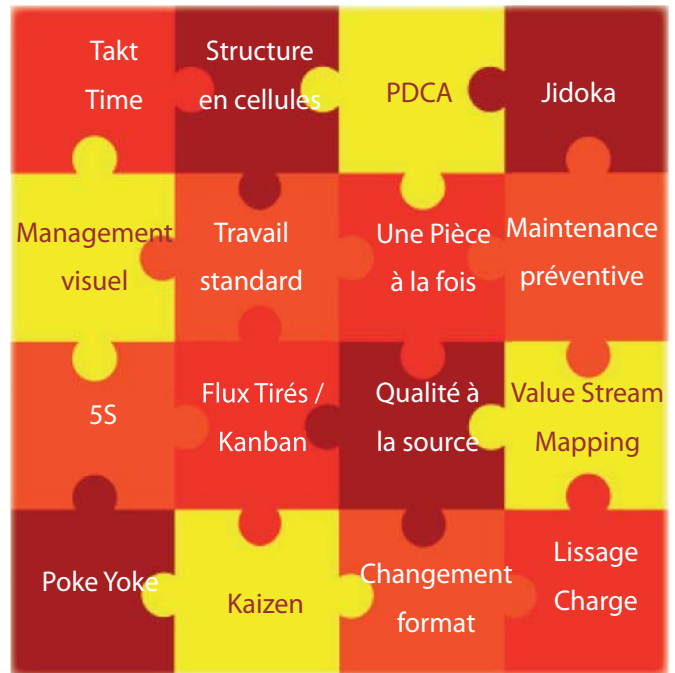 Takt
Time
Structure
en cellules
PDCA
Jidoka
Management
visuel
Travail
standard
Une Pièce
à la fois
Maintenance
préventive
5S
Flux Tirés /
Kanban
Qualité à
la source
Value Stream
Mapping
Poke Yoke
Kaizen
Changement
format
Lissage
Charge